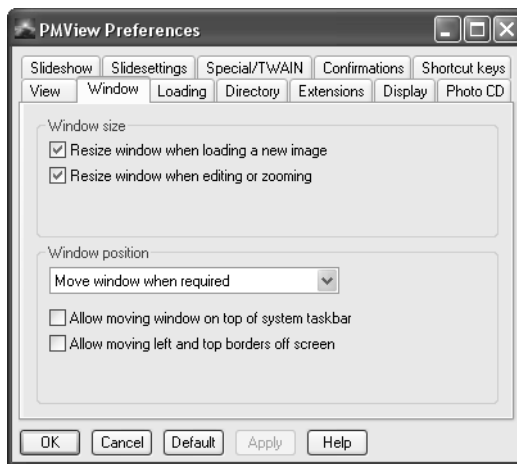 PMView Preferences
Slideshow Slidesettings Special/TWAIN Confirmations Shortcut keys
View Window Loading Directory Extensions Display Photo CD
Window size
Resize window when loading a new image
Resize window when editing or zooming
Window position
Move window when required
Allow moving window on top of system taskbar
Allow moving left and top borders off screen
OK Cancel Default Apply Help